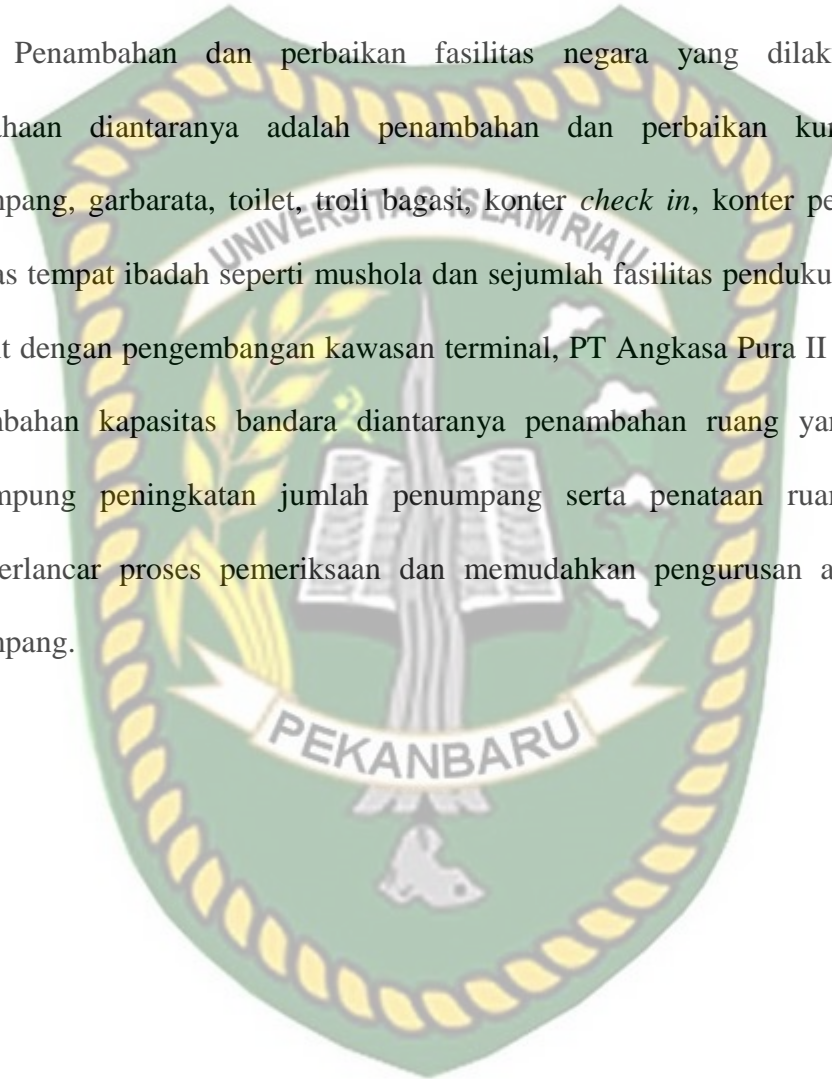 Penambahan dan perbaikan fasilitas negara yang dilak
ahaan diantaranya adalah penambahan dan perbaikan kur
npang, garbarata, toilet, troli bagasi, konter check in, konter pe
as tempat ibadah seperti mushola dan sejumlah fasilitas penduku
t dengan pengembangan kawasan terminal, PT Angkasa Pura II
nbahan kapasitas bandara diantaranya penambahan ruang yan
mpung peningkatan jumlah penumpang serta penataan ruan
erlancar proses pemeriksaan dan memudahkan pengurusan a
npang.
UNIVERSITAS ISLAM RIAU
PEKANBARU